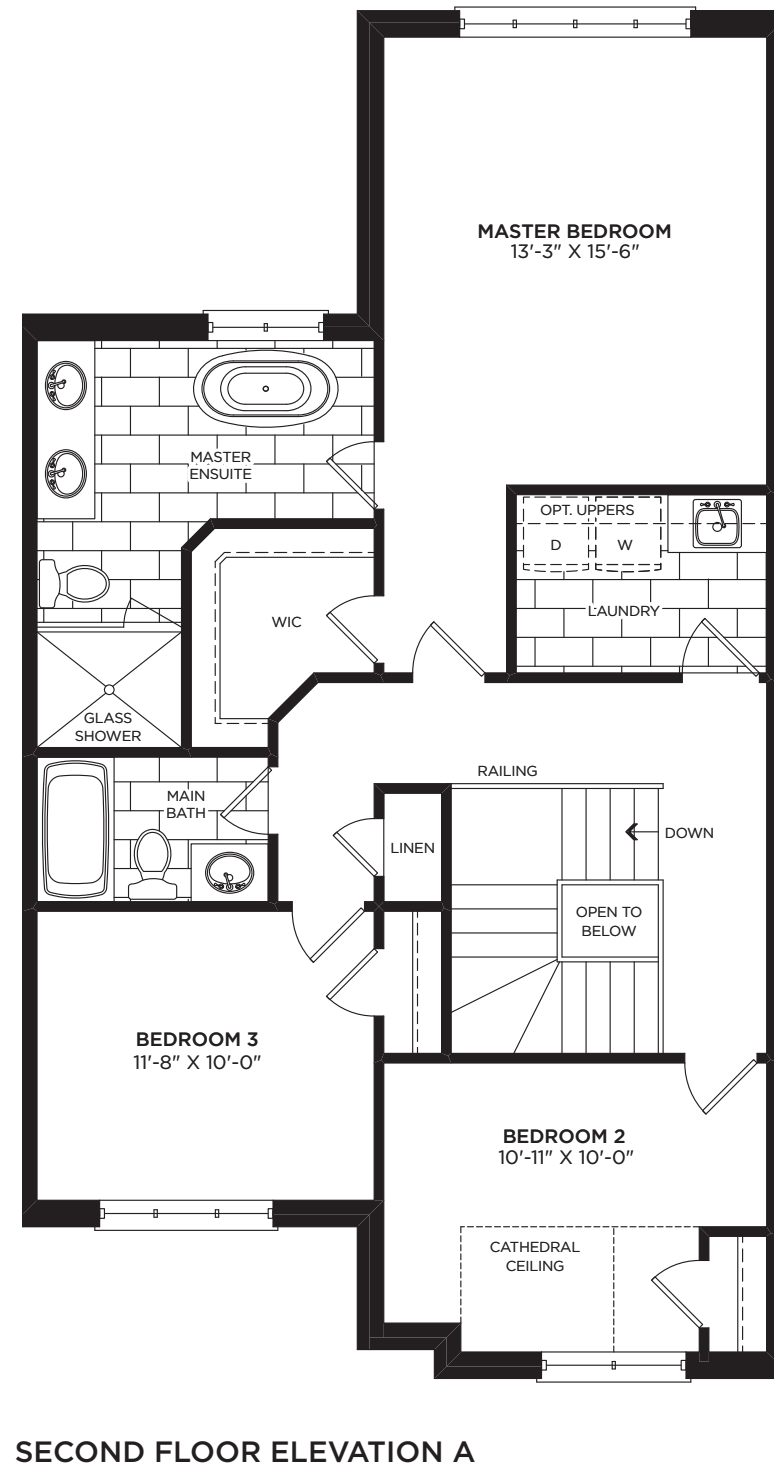 MASTER BEDROOM
13'-3" X 15'-6"
MASTER
ENSUITE
OPT. UPPERS
D
W
LAUNDRY
WIC
GLASS
SHOWER
RAILING
MAIN
BATH
DOWN
LINEN
OPEN TO
BELOW
BEDROOM 3
11'-8" X 10'-0"
BEDROOM 2
10'-11" X 10'-0"
CATHEDRAL
CEILING
SECOND FLOOR ELEVATION A